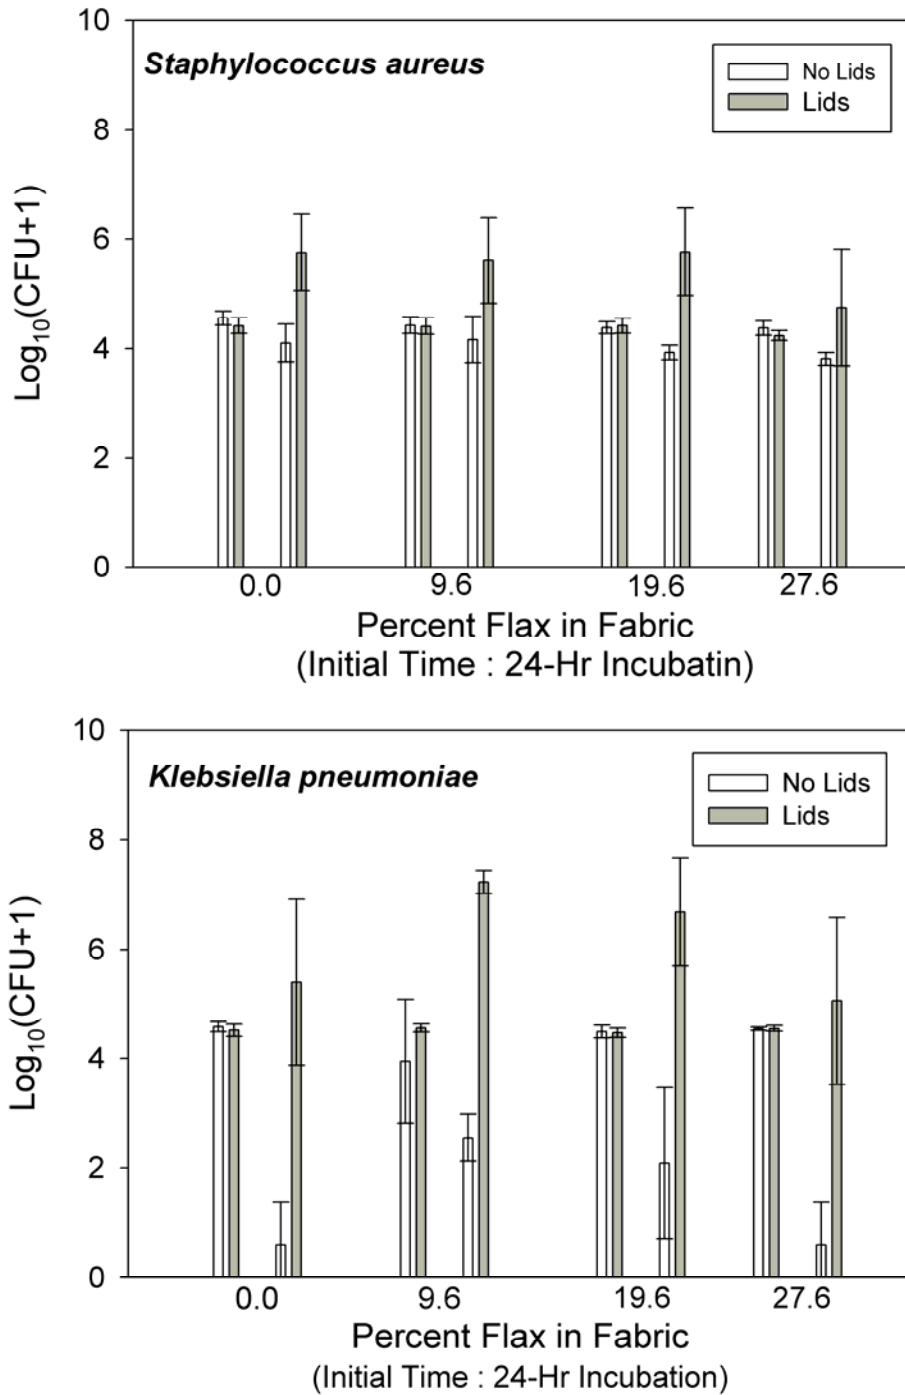 10
Staphylococcus aureus
No Lids
Lids
8
6
Log10(CFU+1)
4
2
0
0.0 9.6 19.6 27.6
Percent Flax in Fabric
(Initial Time : 24-Hr Incubatin)
10
Klebsiella pneumoniae
No Lids
Lids
8
6
Log10(CFU+1)
4
2
0
0.0 9.6 19.6 27.6
Percent Flax in Fabric
(Initial Time : 24-Hr Incubation)